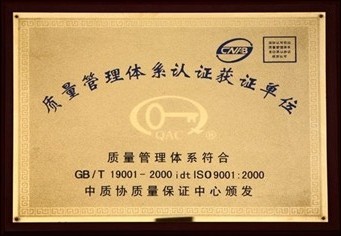 CNAB
质量管理体系认证获证单位
QAC
®
质量管理体系符合
GB/T 19001-2000 idt ISO9001:2000
中质协质量保证中心颁发